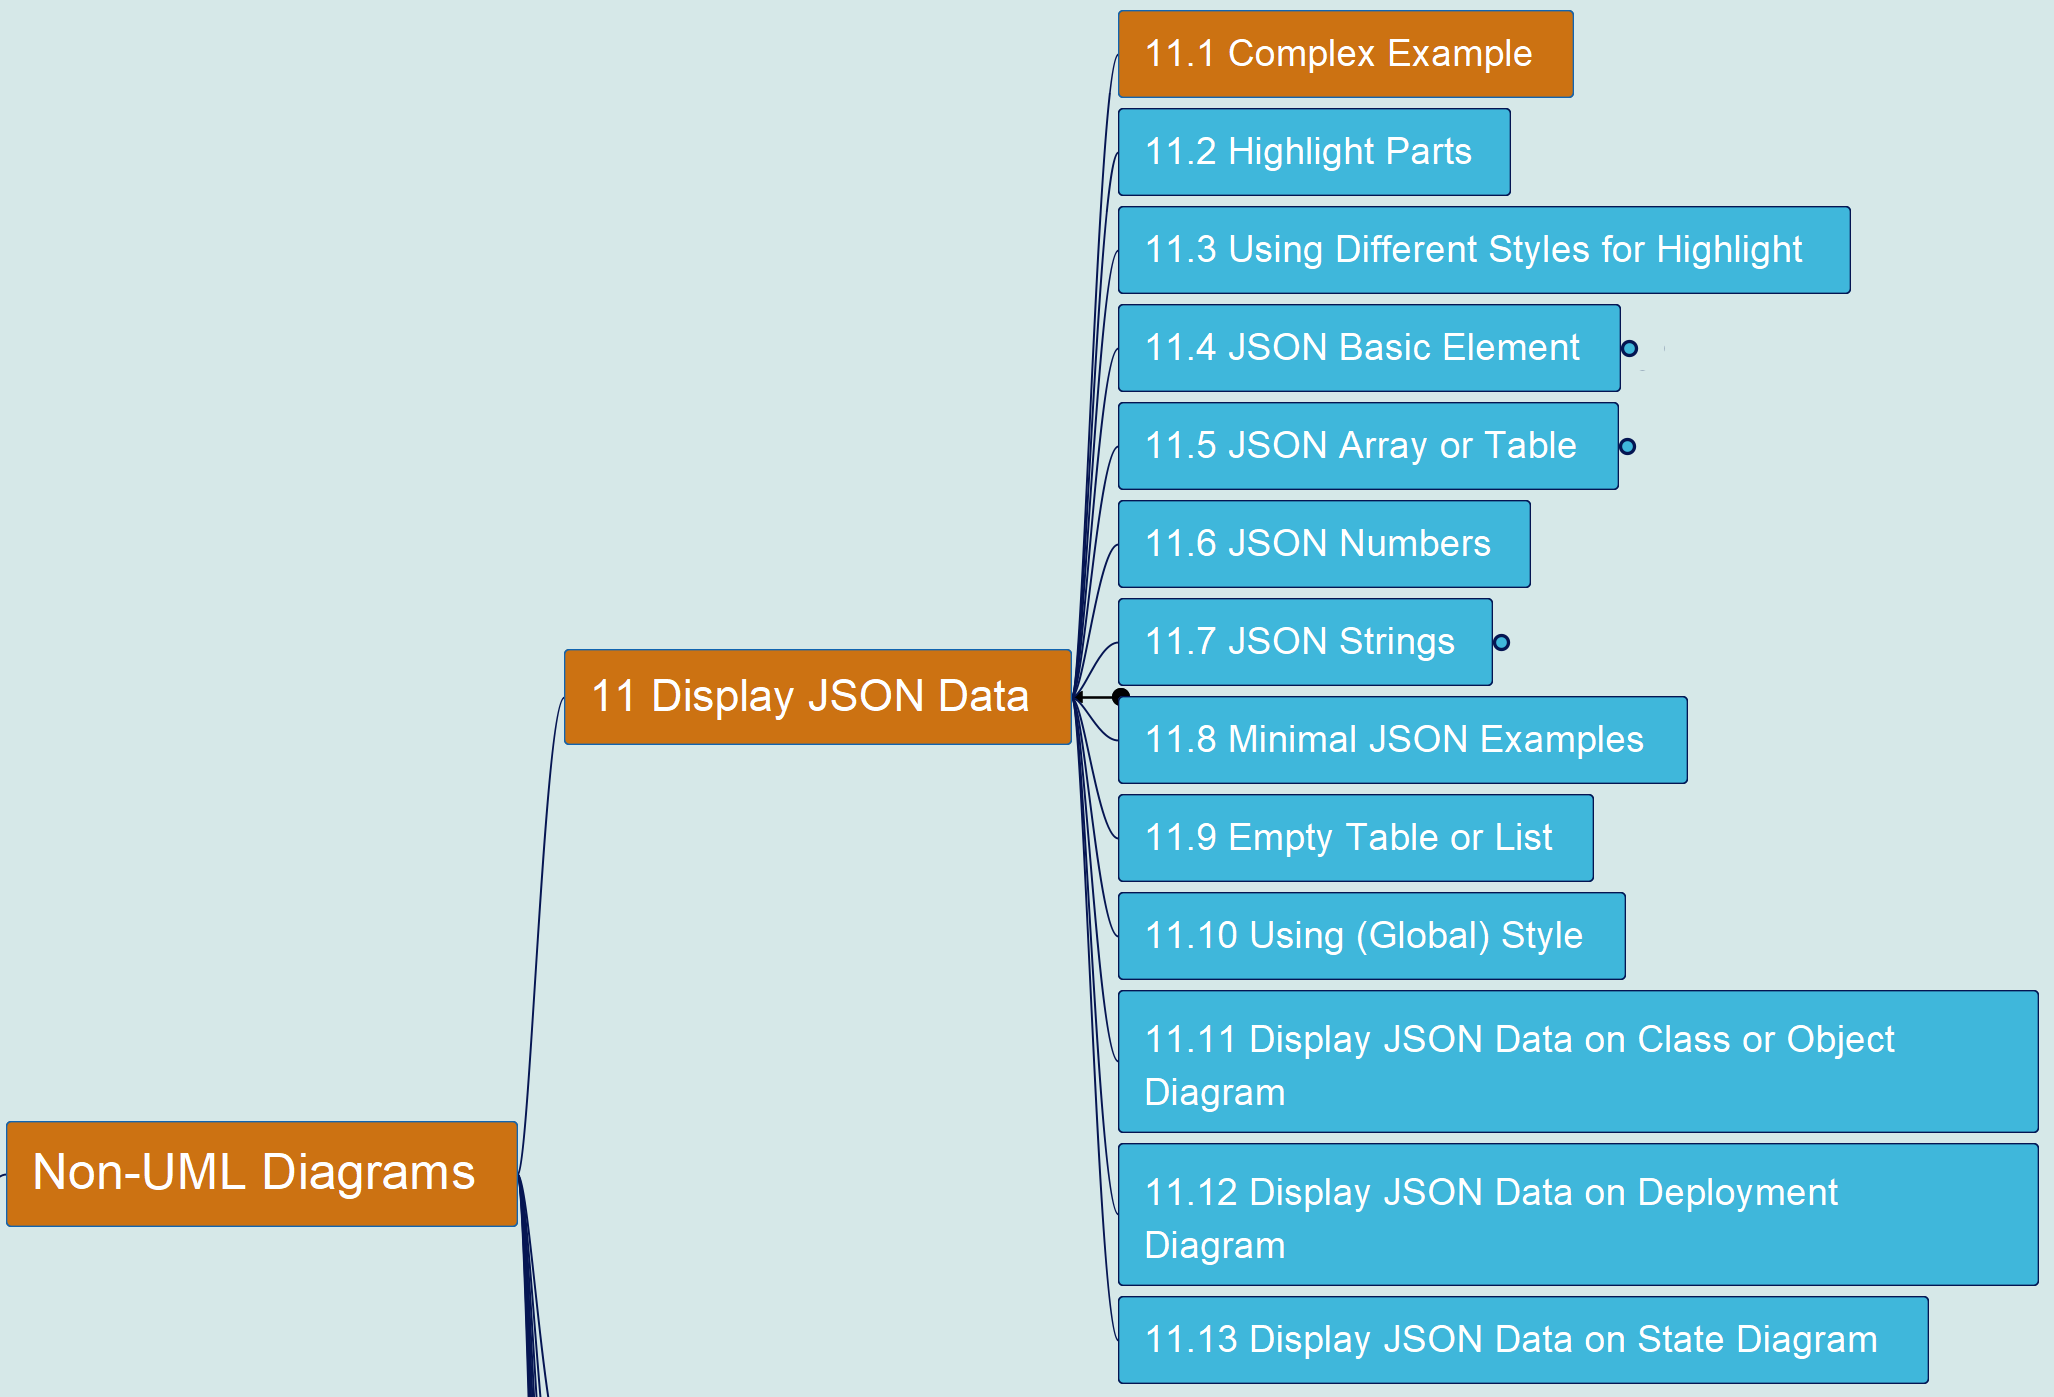 11.1 Complex Example
11.2 Highlight Parts
11.3 Using Different Styles for Highlight
11.4 JSON Basic Element
11.5 JSON Array or Table
11.6 JSON Numbers
11.7 JSON Strings
11 Display JSON Data
11.8 Minimal JSON Examples
11.9 Empty Table or List
11.10 Using (Global) Style
11.11 Display JSON Data on Class or Object
Diagram
Non-UML Diagrams
11.12 Display JSON Data on Deployment
Diagram
11.13 Display JSON Data on State Diagram